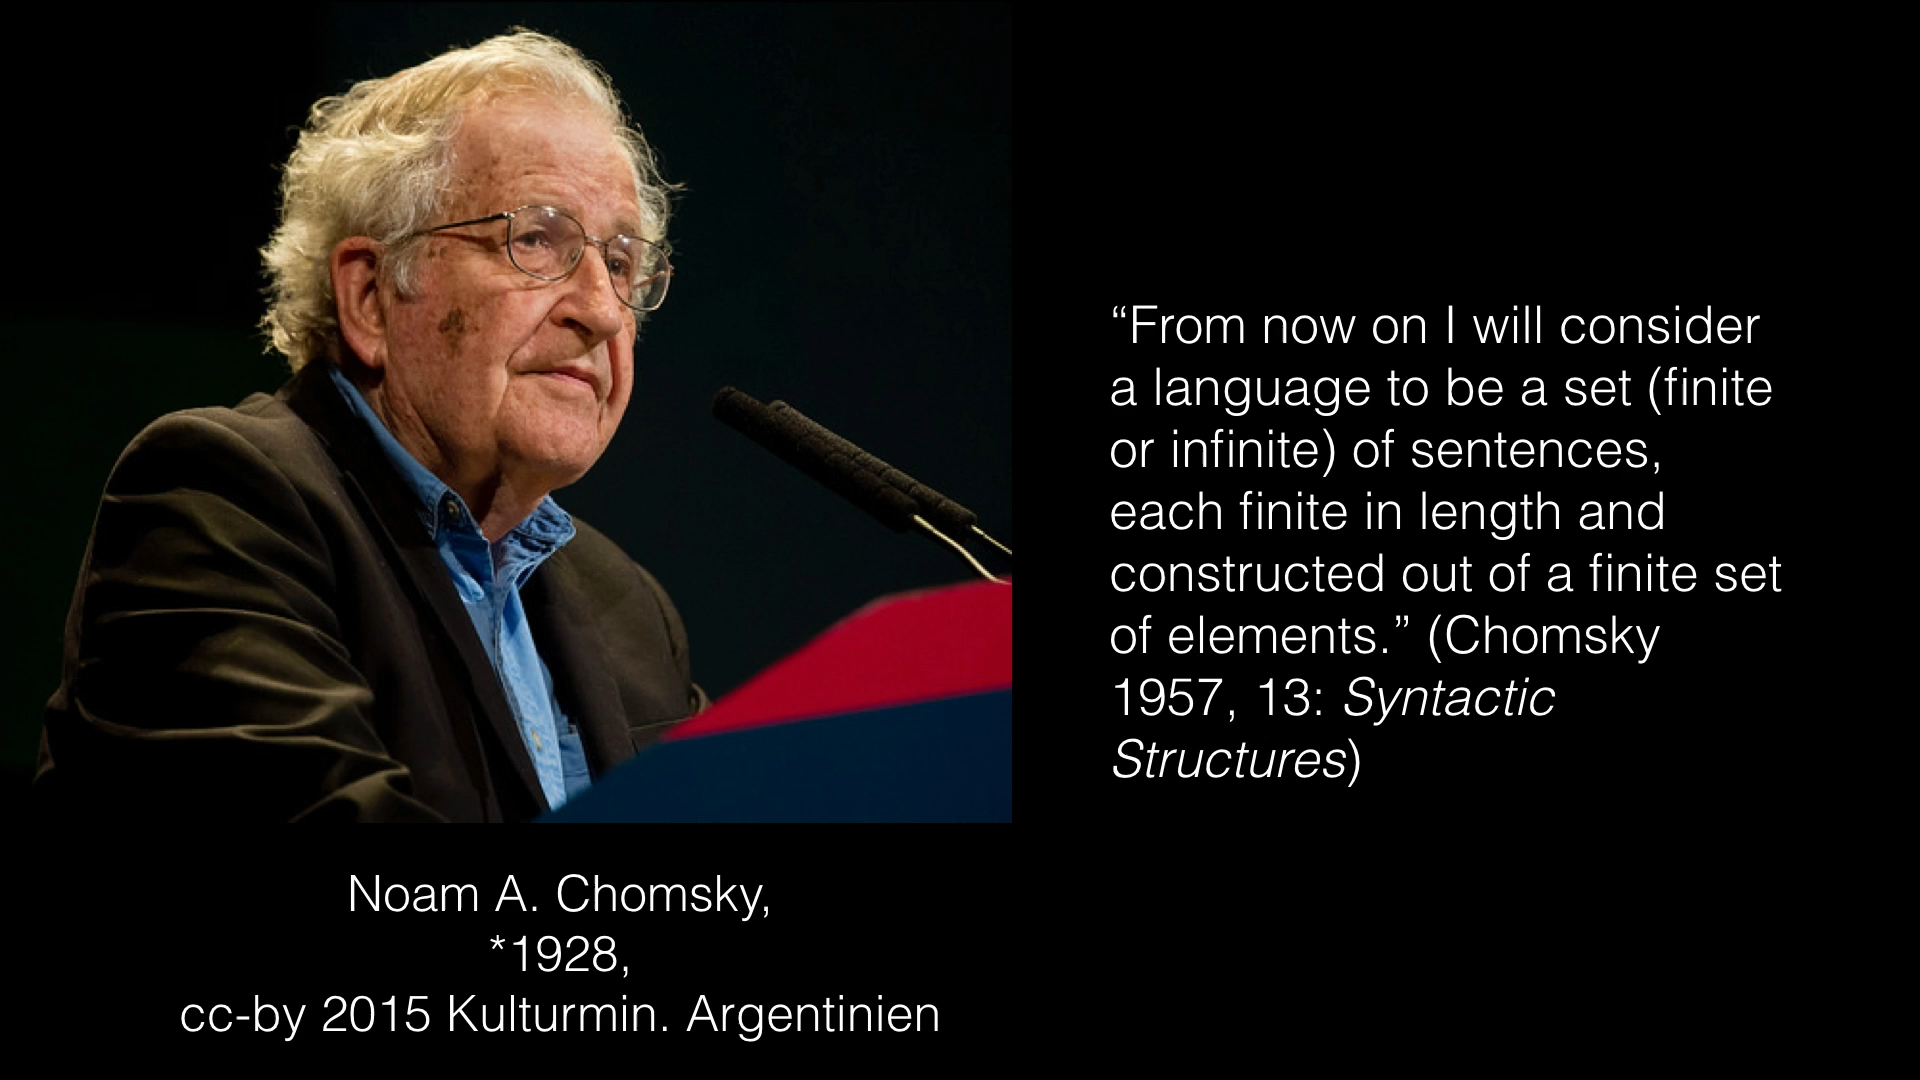 “From now on I will consider
a language to be a set (finite
or infinite) of sentences,
each finite in length and
constructed out of a finite set
of elements.” (Chomsky
1957, 13: Syntactic
Structures)
Noam A. Chomsky,
*1928,
cc-by 2015 Kulturmin. Argentinien